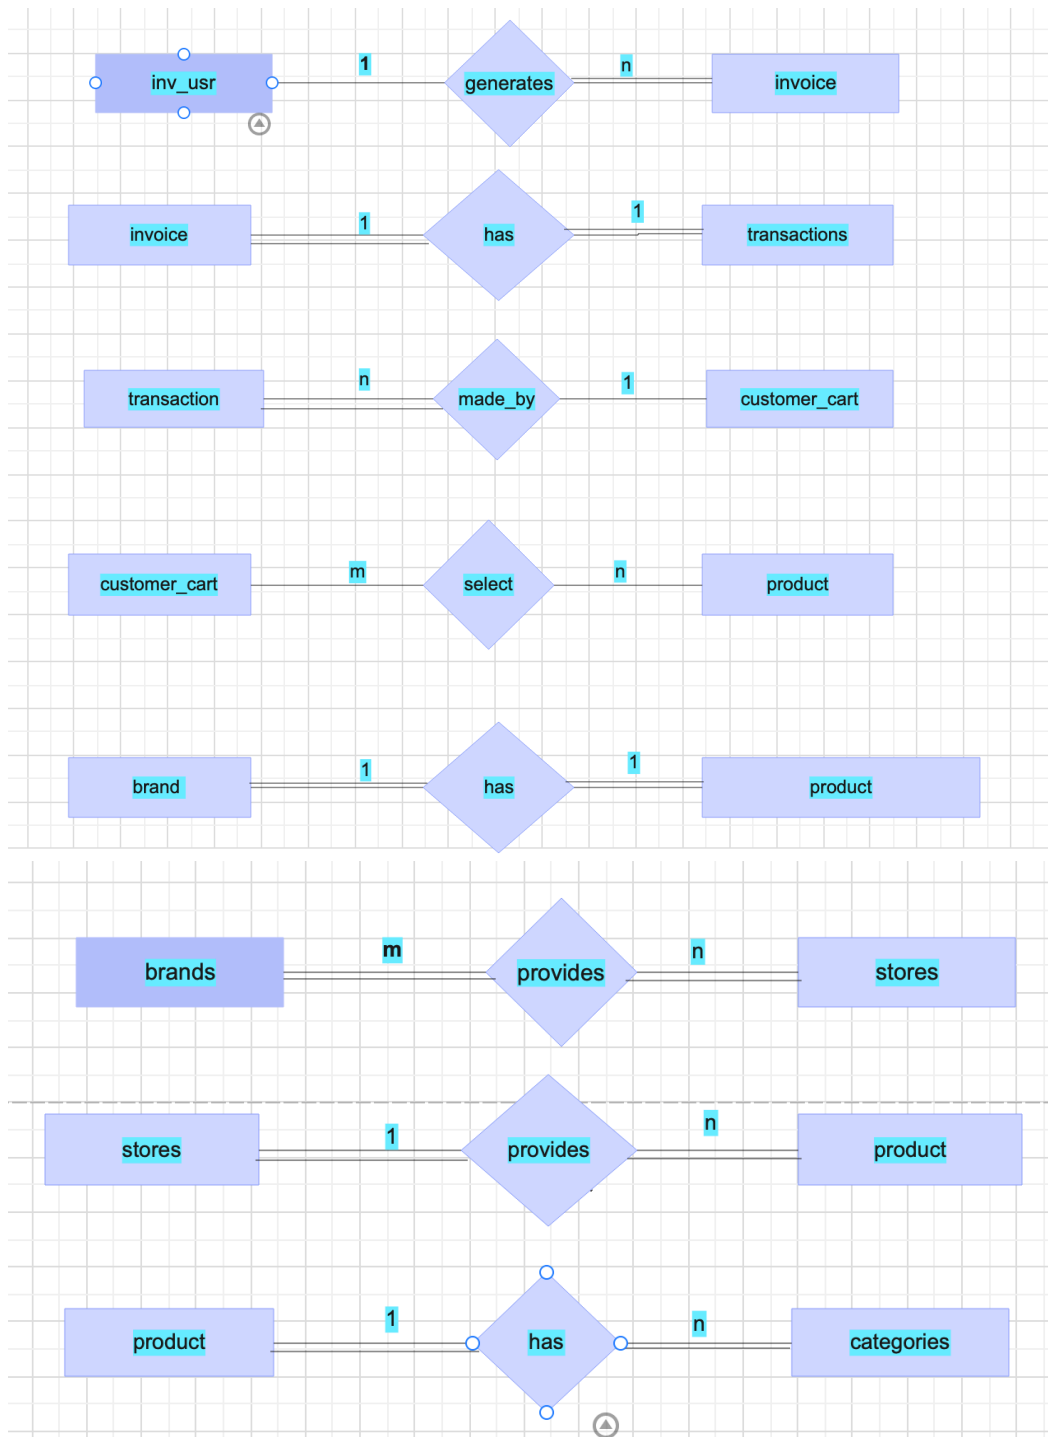 inv_usr 1 generates n invoice
invoice 1 has 1 transactions
transaction n made_by 1 customer_cart
customer_cart m select n product
brand 1 has 1 product
brands m provides n stores
stores 1 provides n product
product 1 has n categories